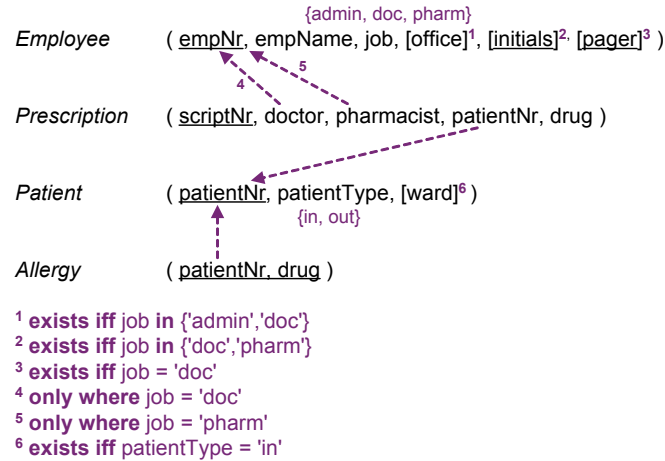 {admin, doc, pharm}
Employee ( empNr, empName, job, [office]¹, [initials]², [pager]³ )
4 5
Prescription ( scriptNr, doctor, pharmacist, patientNr, drug )
Patient ( patientNr, patientType, [ward]⁶ )
{in, out}
Allergy ( patientNr, drug )
¹ exists iff job in {'admin','doc'}
² exists iff job in {'doc','pharm'}
³ exists iff job = 'doc'
⁴ only where job = 'doc'
⁵ only where job = 'pharm'
⁶ exists iff patientType = 'in'